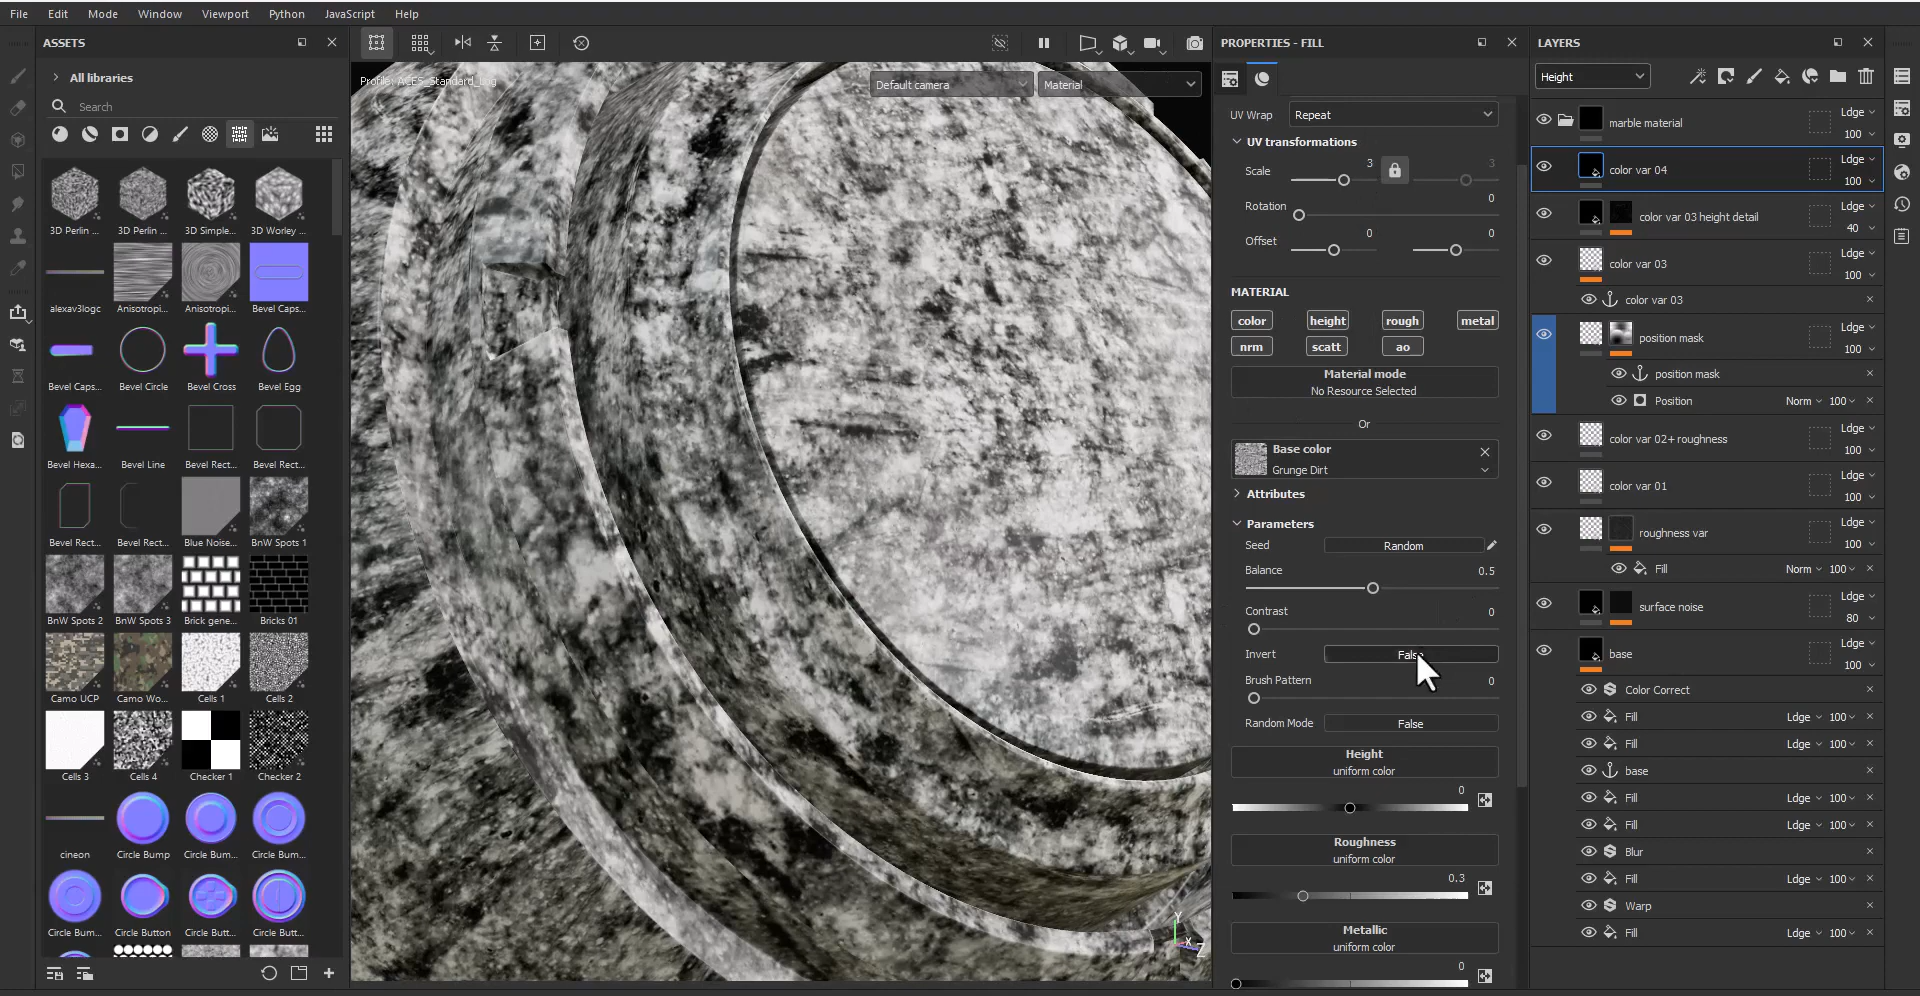 File Edit Mode Window Viewport Python JavaScript Help
ASSETS
All libraries
Search
3D Perlin ... 3D Perlin ... 3D Simple... 3D Worley ...
alexav3logc Anisotropi... Anisotropi... Bevel Caps...
Bevel Caps... Bevel Circle Bevel Cross Bevel Egg
Bevel Hexa... Bevel Line Bevel Rect... Bevel Rect...
Bevel Rect... Bevel Rect... Blue Noise... BnW Spots 1
BnW Spots 2 BnW Spots 3 Brick gene... Bricks 01
Camo UCP Camo Wo... Cells 1 Cells 2
Cells 3 Cells 4 Checker 1 Checker 2
cineon Circle Bump Circle Bum... Circle Bum...
Circle Bum... Circle Button Circle Butt... Circle Butt...
Profile: ACES_Standard_Log
Default camera
Material
Y
X
Z
PROPERTIES - FILL
UV Wrap Repeat
UV transformations
Scale 3 3
Rotation 0
Offset 0 0
MATERIAL
color height rough metal
nrm scatt ao
Material mode
No Resource Selected
Or
Base color
Grunge Dirt
Attributes
Parameters
Seed Random
Balance 0.5
Contrast 0
Invert False
Brush Pattern 0
Random Mode False
Height
uniform color
0
Roughness
uniform color
0.3
Metallic
uniform color
0
LAYERS
Height
marble material Ldge 100
color var 04 Ldge 100
color var 03 height detail Ldge 40
color var 03 Ldge 100
color var 03
position mask Ldge 100
position mask
Position Norm 100
color var 02+ roughness Ldge 100
color var 01 Ldge 100
roughness var Ldge 100
Fill Norm 100
surface noise Ldge 80
base Ldge 100
Color Correct
Fill Ldge 100
Fill Ldge 100
base
Fill Ldge 100
Fill Ldge 100
Blur
Fill Ldge 100
Warp
Fill Ldge 100